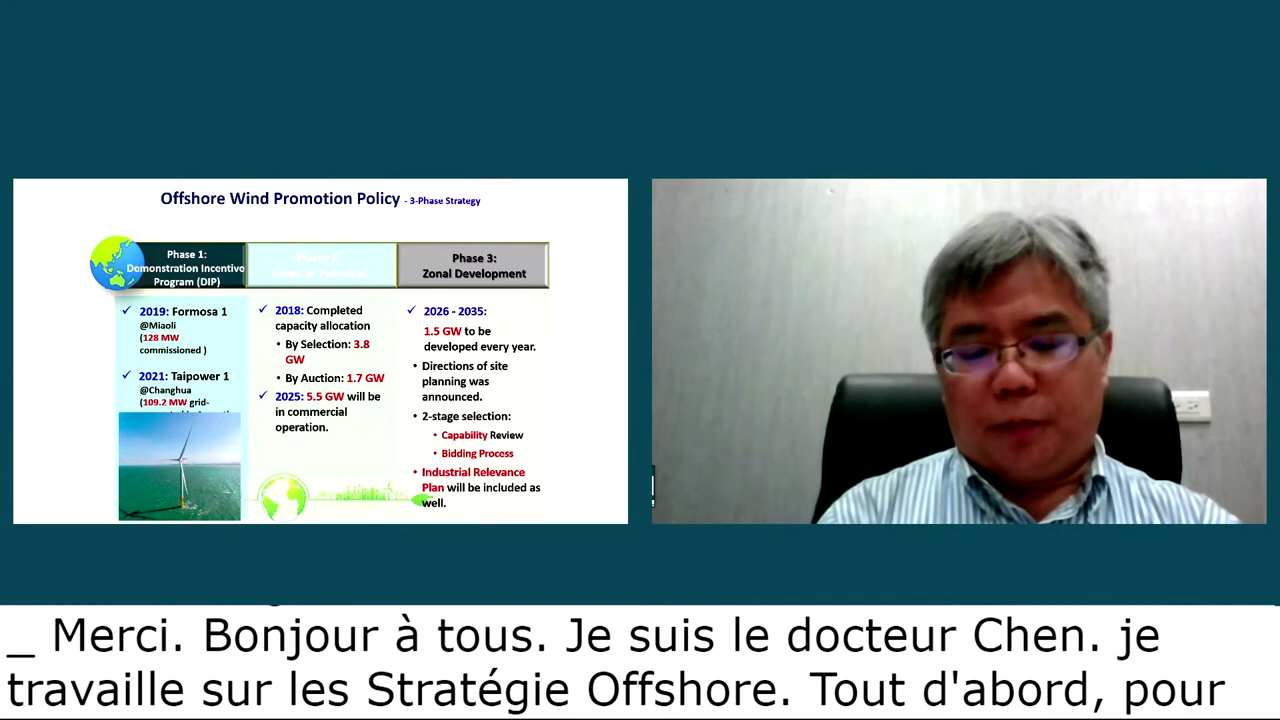 Offshore Wind Promotion Policy - 3-Phase Strategy
Phase 1:
Demonstration Incentive
Program (DIP)
Phase 2:
Zones of Potential
Phase 3:
Zonal Development
✓ 2019: Formosa 1
@Miaoli
(128 MW
commissioned )
✓ 2021: Taipower 1
@Changhua
(109.2 MW grid-
✓ 2018: Completed
capacity allocation
• By Selection: 3.8
GW
• By Auction: 1.7 GW
✓ 2025: 5.5 GW will be
in commercial
operation.
✓ 2026 - 2035:
1.5 GW to be
developed every year.
• Directions of site
planning was
announced.
• 2-stage selection:
• Capability Review
• Bidding Process
• Industrial Relevance
Plan will be included as
well.
_ Merci. Bonjour à tous. Je suis le docteur Chen. je
travaille sur les Stratégie Offshore. Tout d'abord, pour